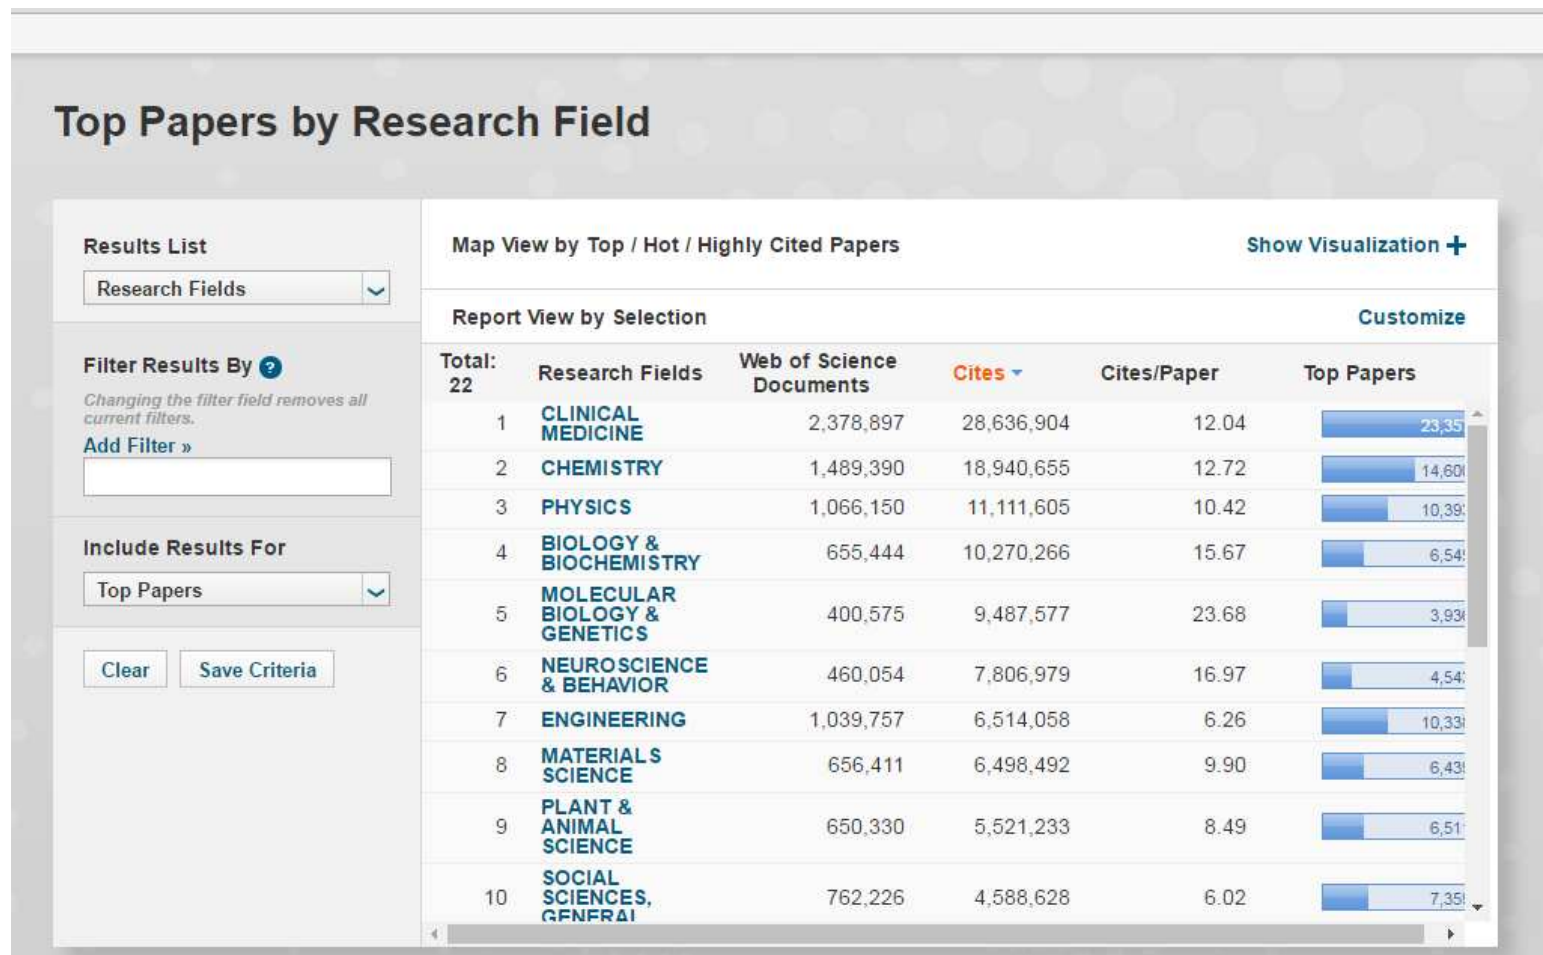 Top Papers by Research Field
Results List
Research Fields
Filter Results By ?
Changing the filter field removes all
current filters.
Add Filter »
Include Results For
Top Papers
Clear Save Criteria
Map View by Top / Hot / Highly Cited Papers Show Visualization +
Report View by Selection Customize
Total: 22 Research Fields Web of Science Documents Cites Cites/Paper Top Papers
1 CLINICAL MEDICINE 2,378,897 28,636,904 12.04
2 CHEMISTRY 1,489,390 18,940,655 12.72
3 PHYSICS 1,066,150 11,111,605 10.42
4 BIOLOGY & BIOCHEMISTRY 655,444 10,270,266 15.67
5 MOLECULAR BIOLOGY & GENETICS 400,575 9,487,577 23.68
6 NEUROSCIENCE & BEHAVIOR 460,054 7,806,979 16.97
7 ENGINEERING 1,039,757 6,514,058 6.26
8 MATERIALS SCIENCE 656,411 6,498,492 9.90
9 PLANT & ANIMAL SCIENCE 650,330 5,521,233 8.49
10 SOCIAL SCIENCES, GENERAL 762,226 4,588,628 6.02